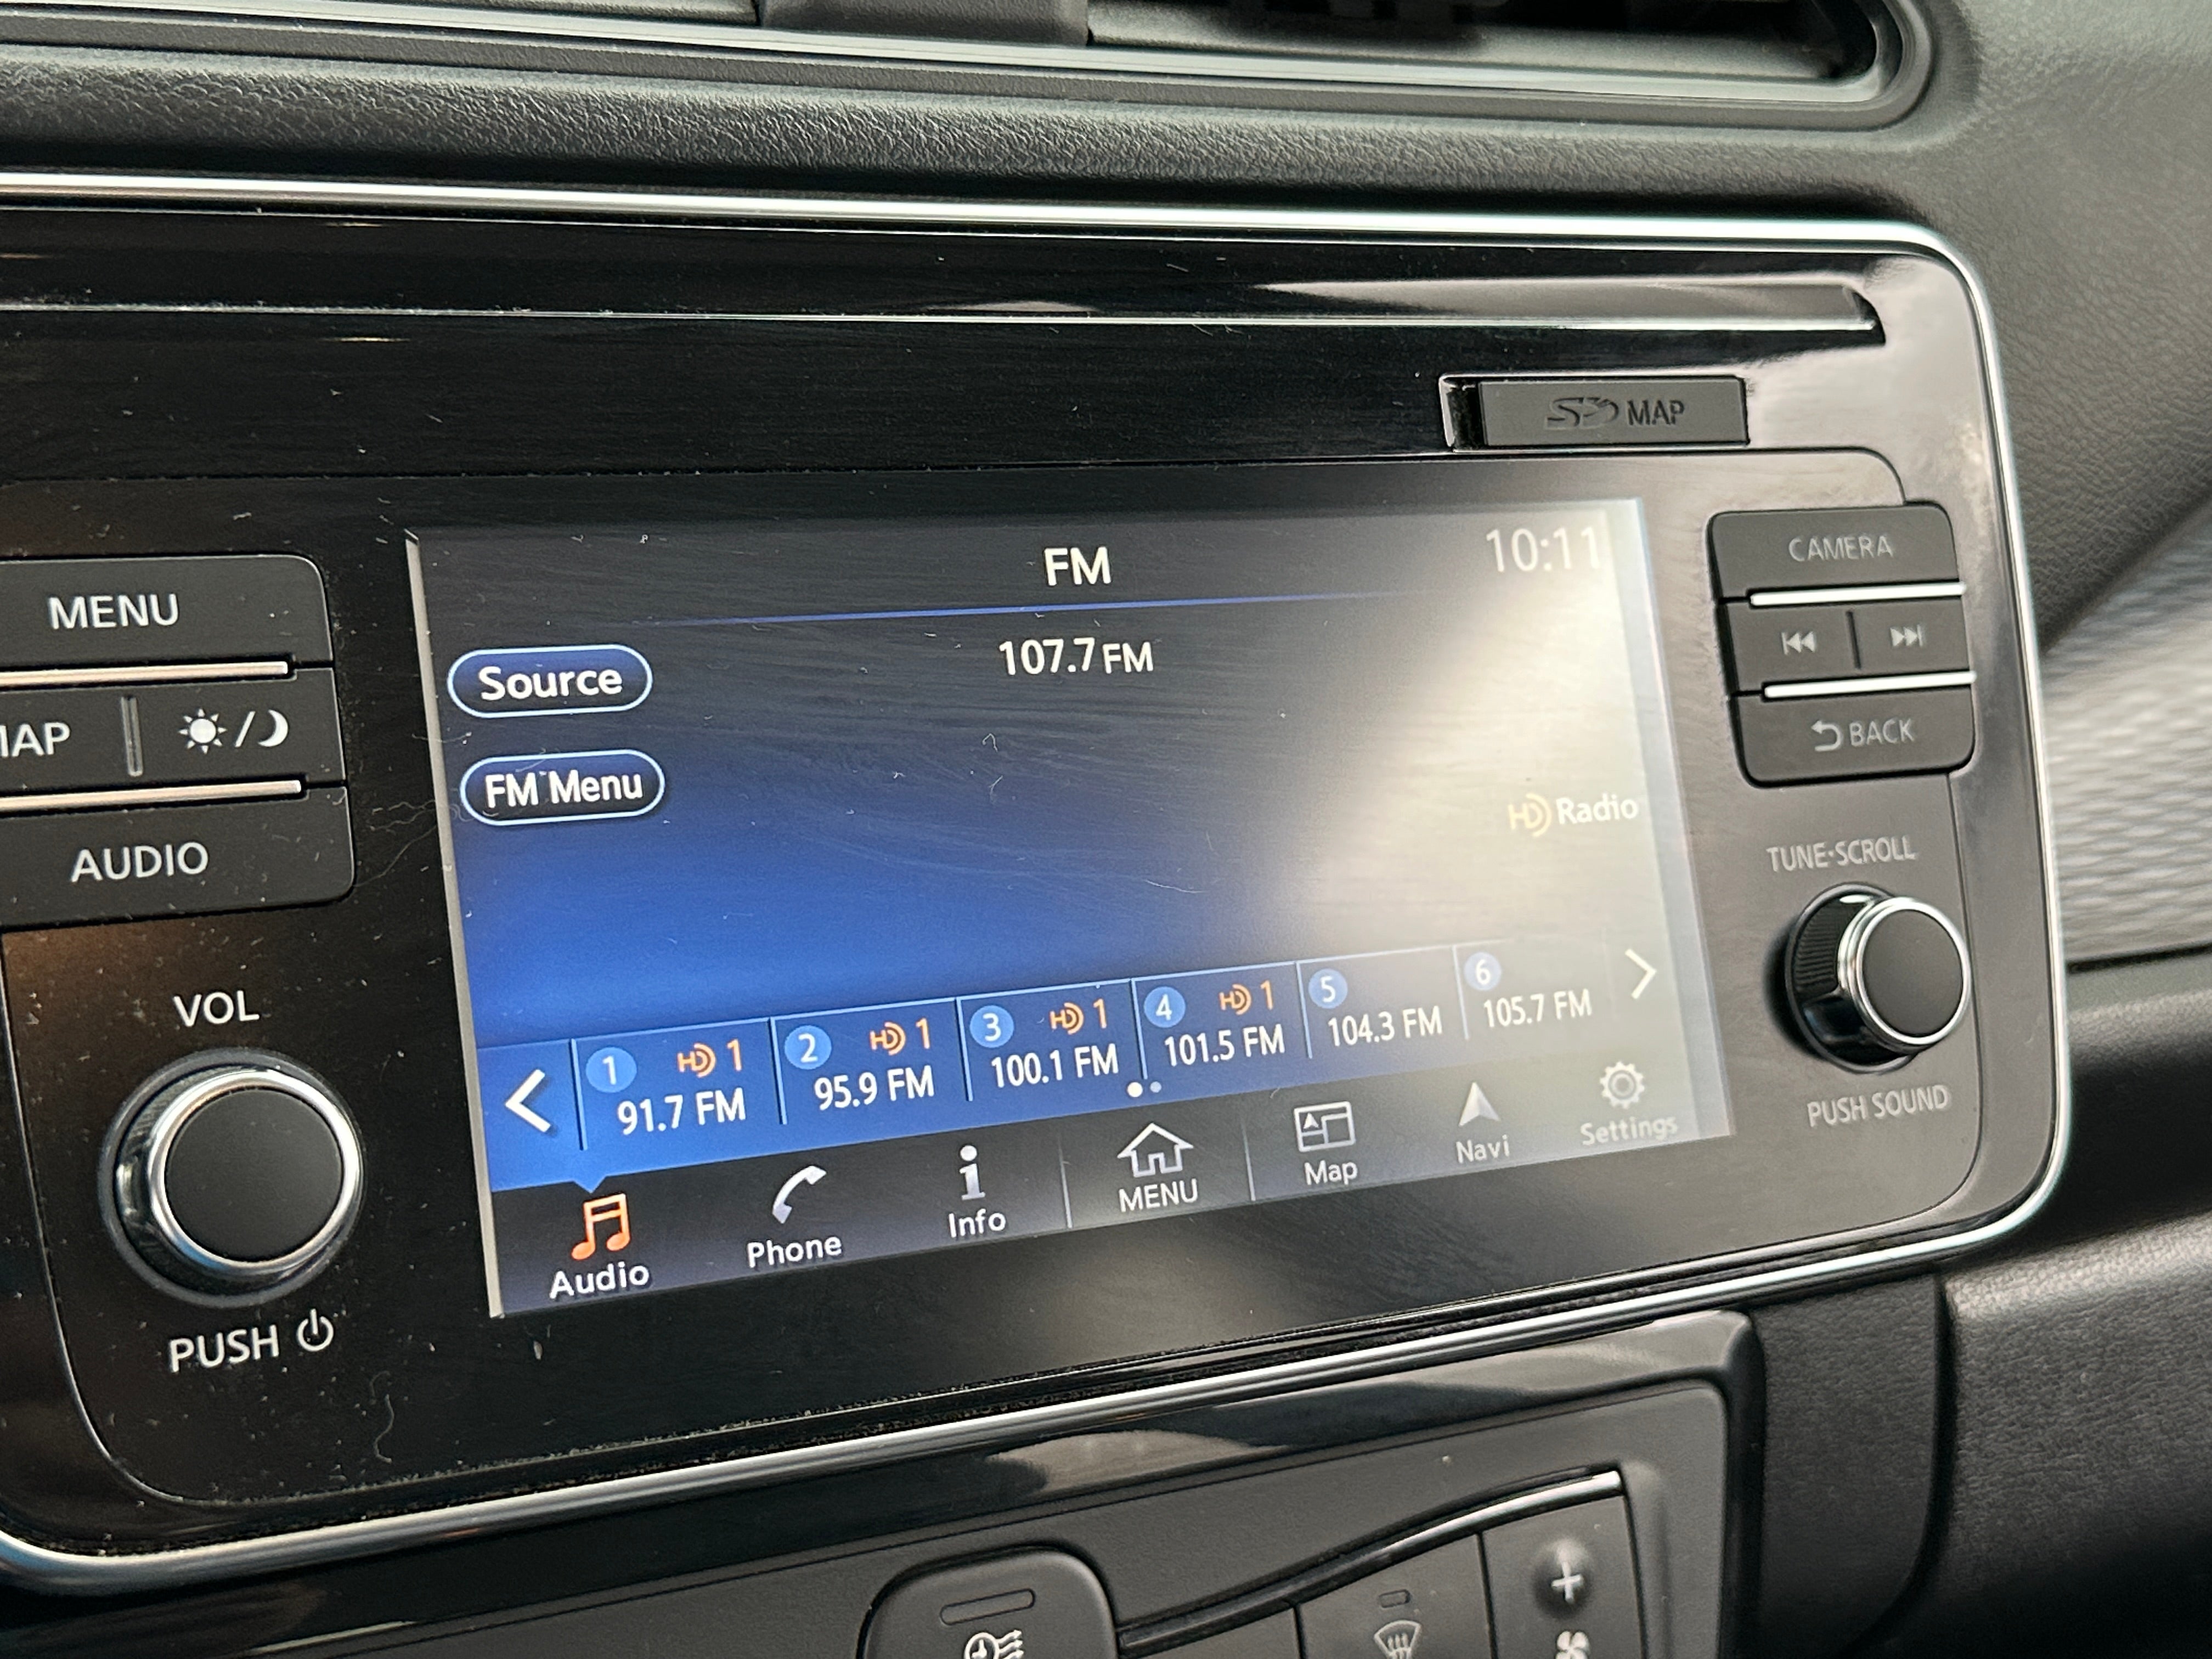 SD MAP
FM
10:11
CAMERA
MENU
107.7 FM
Source
MAP
BACK
FM Menu
HD Radio
AUDIO
TUNE·SCROLL
VOL
1 HD 1
91.7 FM
2 HD 1
95.9 FM
3 HD 1
100.1 FM
4 HD 1
101.5 FM
5
104.3 FM
6
105.7 FM
PUSH SOUND
Audio
Phone
Info
MENU
Map
Navi
Settings
PUSH